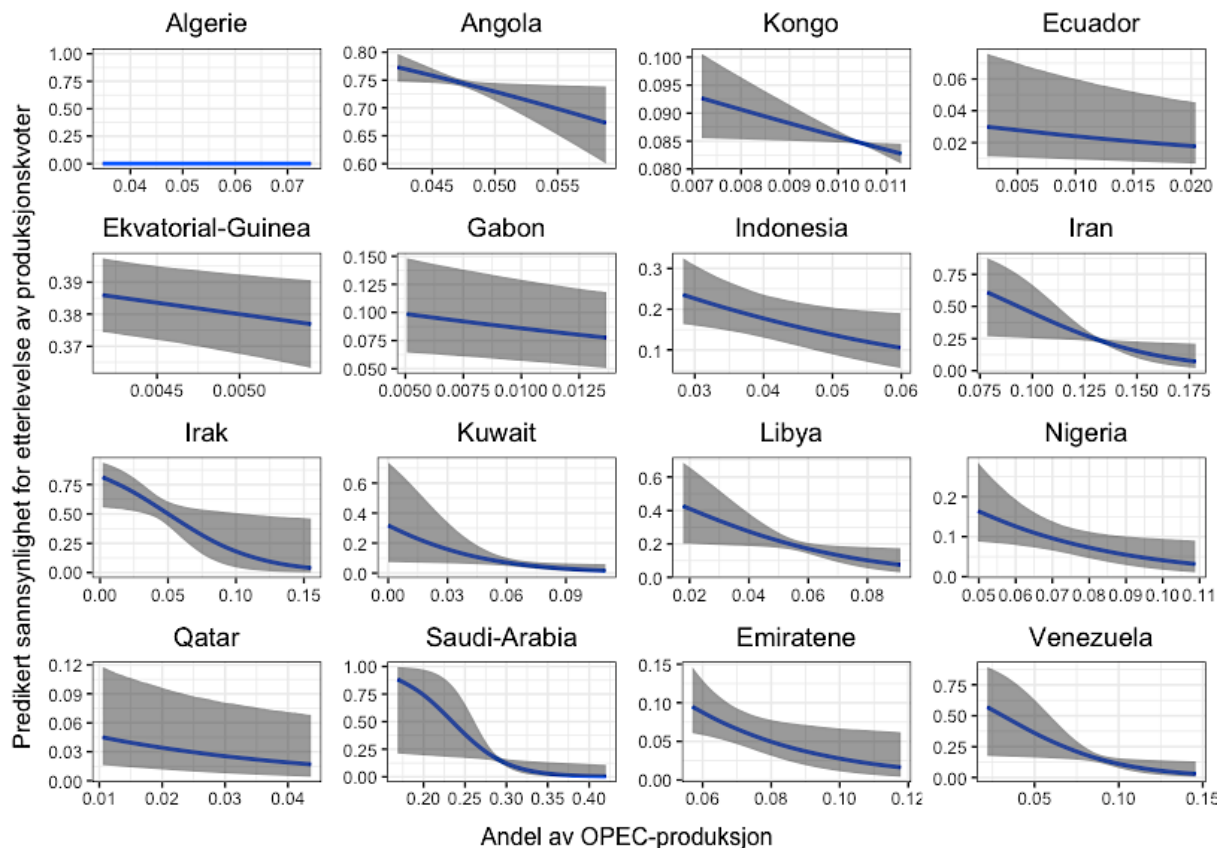 Predikert sannsynlighet for etterlevelse av produksjonskvoter
Algerie Angola Kongo Ecuador
1.00 0.75 0.50 0.25 0.00
0.04 0.05 0.06 0.07
0.80 0.75 0.70 0.65 0.60
0.045 0.050 0.055
0.100 0.095 0.090 0.085 0.080
0.007 0.008 0.009 0.010 0.011
0.06 0.04 0.02
0.005 0.010 0.015 0.020
Ekvatorial-Guinea Gabon Indonesia Iran
0.39 0.38 0.37
0.0045 0.0050
0.150 0.125 0.100 0.075 0.050
0.0050 0.0075 0.0100 0.0125
0.3 0.2 0.1
0.03 0.04 0.05 0.06
0.75 0.50 0.25 0.00
0.075 0.100 0.125 0.150 0.175
Irak Kuwait Libya Nigeria
0.75 0.50 0.25 0.00
0.00 0.05 0.10 0.15
0.6 0.4 0.2 0.0
0.00 0.03 0.06 0.09
0.6 0.4 0.2 0.0
0.02 0.04 0.06 0.08
0.2 0.1 0.0
0.05 0.06 0.07 0.08 0.09 0.10 0.11
Qatar Saudi-Arabia Emiratene Venezuela
0.12 0.09 0.06 0.03 0.00
0.01 0.02 0.03 0.04
1.00 0.75 0.50 0.25 0.00
0.20 0.25 0.30 0.35 0.40
0.15 0.10 0.05 0.00
0.06 0.08 0.10 0.12
0.75 0.50 0.25 0.00
0.05 0.10 0.15
Andel av OPEC-produksjon